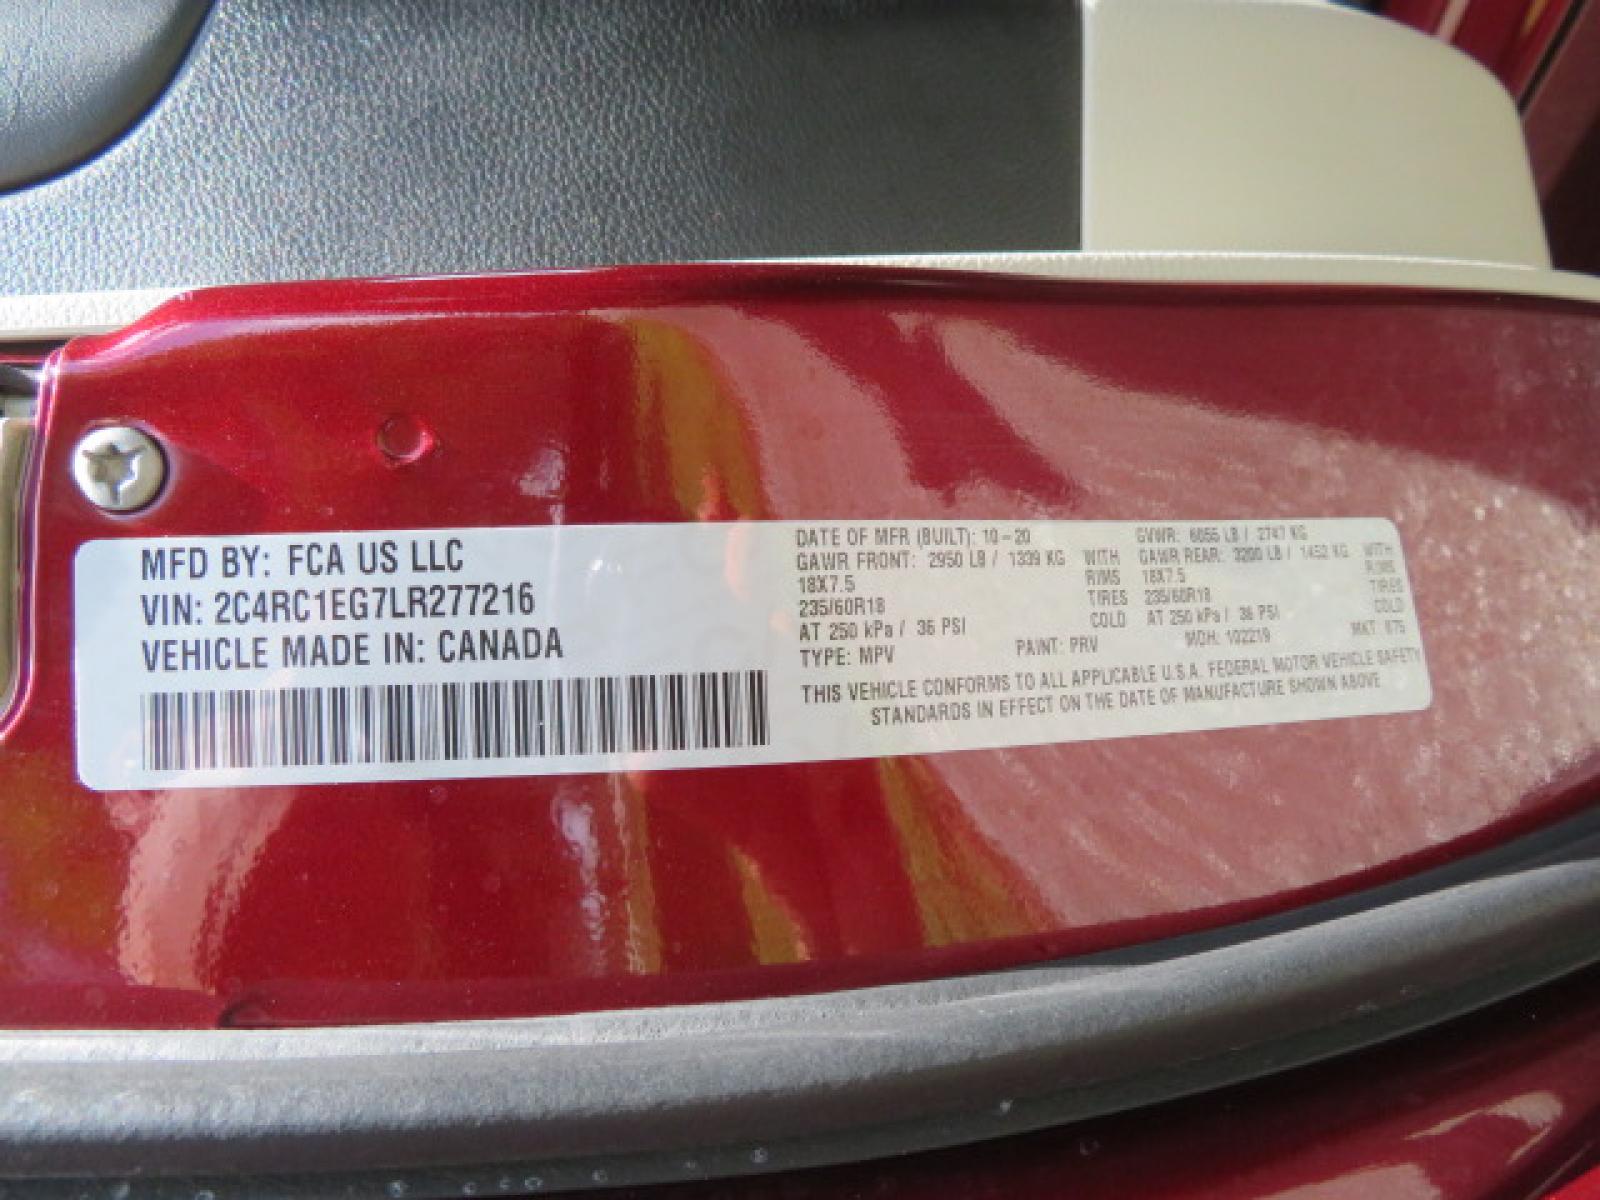 MFD BY: FCA US LLC
VIN: 2C4RC1EG7LR277216
VEHICLE MADE IN: CANADA
DATE OF MFR (BUILT): 10-20 GVWR: 6055 LB / 2747 KG
GAWR FRONT: 2950 LB / 1339 KG WITH GAWR REAR: 3200 LB / 1452 KG WITH
18X7.5 RIMS 18X7.5 RIMS
235/60R18 TIRES 235/60R18 TIRES
AT 250 kPa / 36 PSI COLD AT 250 kPa / 36 PSI COLD
TYPE: MPV PAINT: PRV MDH: 102219 MKT: 875
THIS VEHICLE CONFORMS TO ALL APPLICABLE U.S.A. FEDERAL MOTOR VEHICLE SAFETY
STANDARDS IN EFFECT ON THE DATE OF MANUFACTURE SHOWN ABOVE